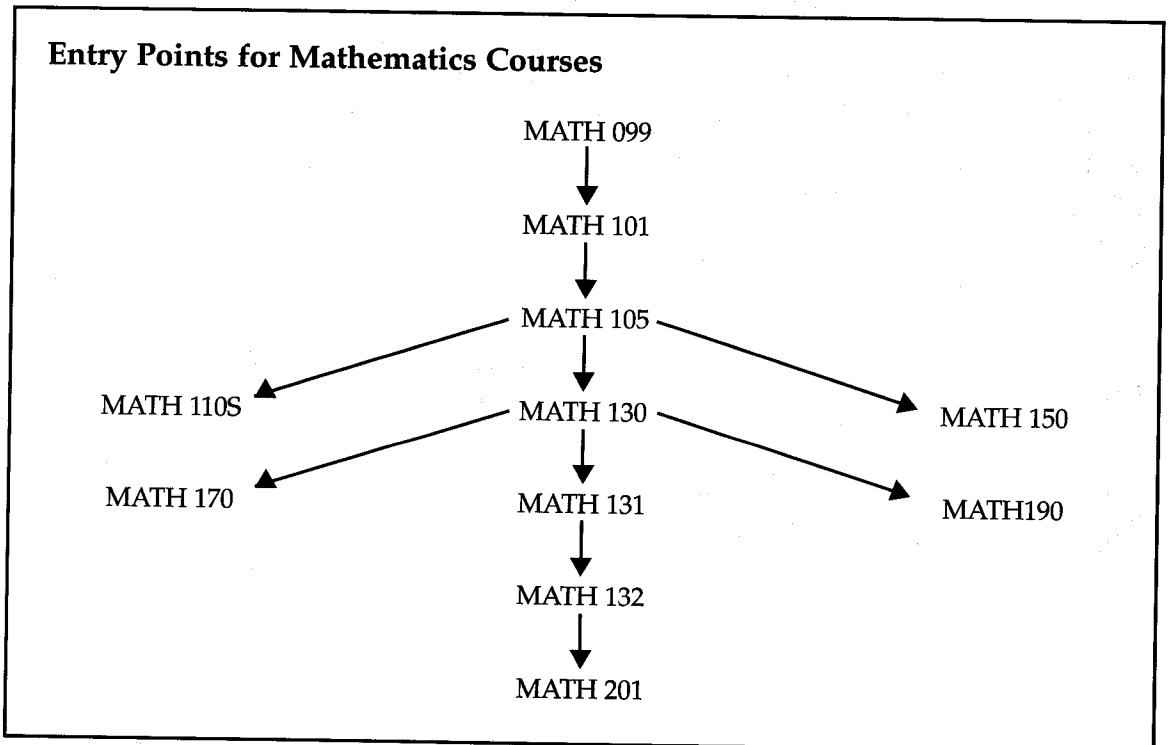 Entry Points for Mathematics Courses
MATH 099
MATH 101
MATH 105
MATH 110S
MATH 130
MATH 150
MATH 170
MATH 131
MATH190
MATH 132
MATH 201